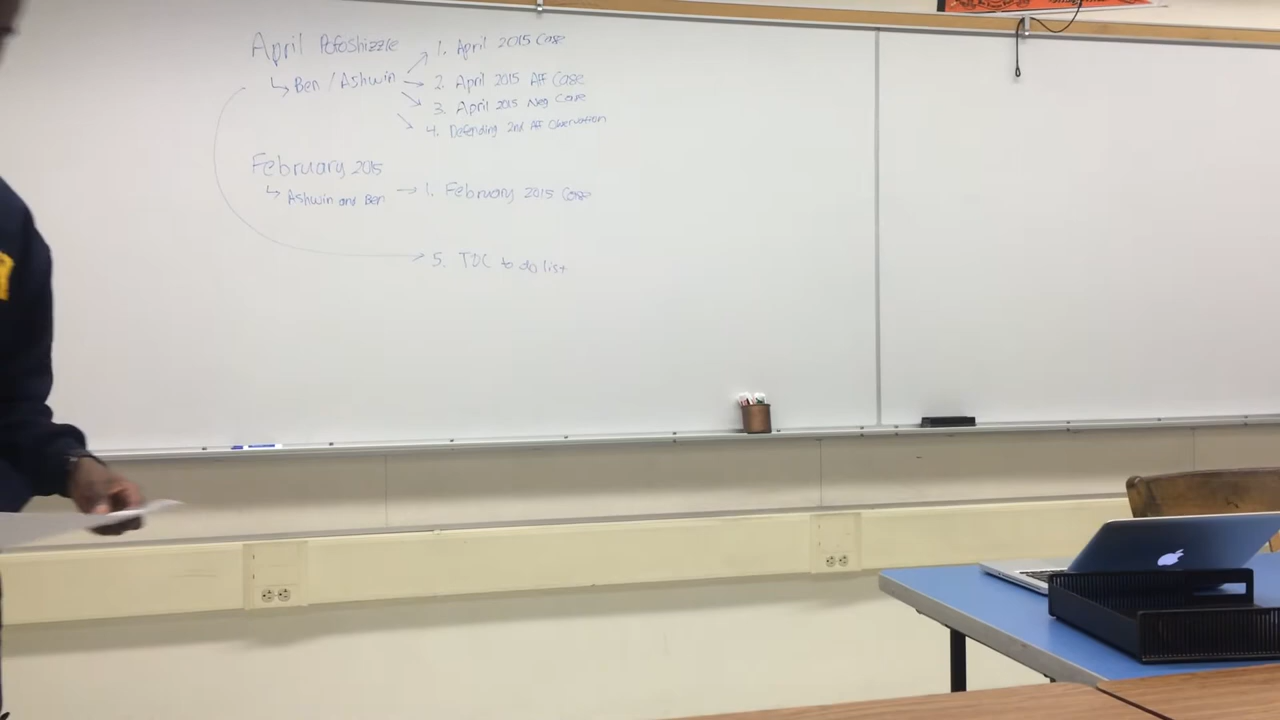 April PoFoShizzle
↳ Ben / Ashwin
1. April 2015 Case
2. April 2015 Aff Case
3. April 2015 Neg Case
4. Defending 2nd Aff Observation
February 2015
↳ Ashwin and Ben → 1. February 2015 Case
5. TOC to do list